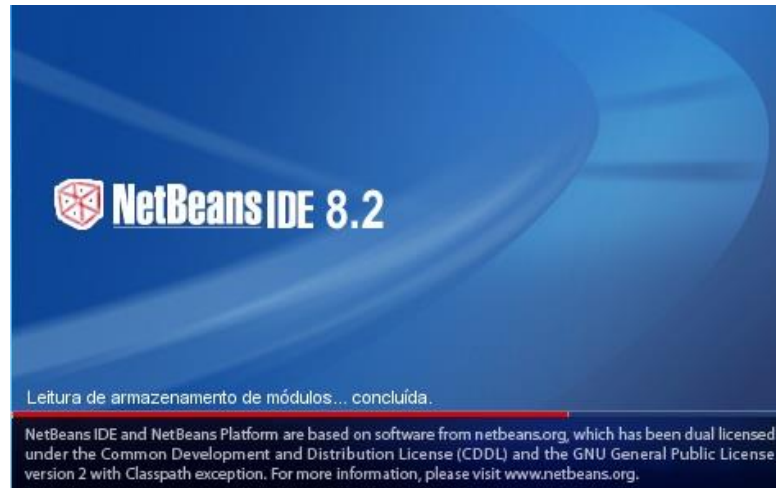 NetBeans IDE 8.2
Leitura de armazenamento de módulos... concluída.
NetBeans IDE and NetBeans Platform are based on software from netbeans.org, which has been dual licensed
under the Common Development and Distribution License (CDDL) and the GNU General Public License
version 2 with Classpath exception. For more information, please visit www.netbeans.org.